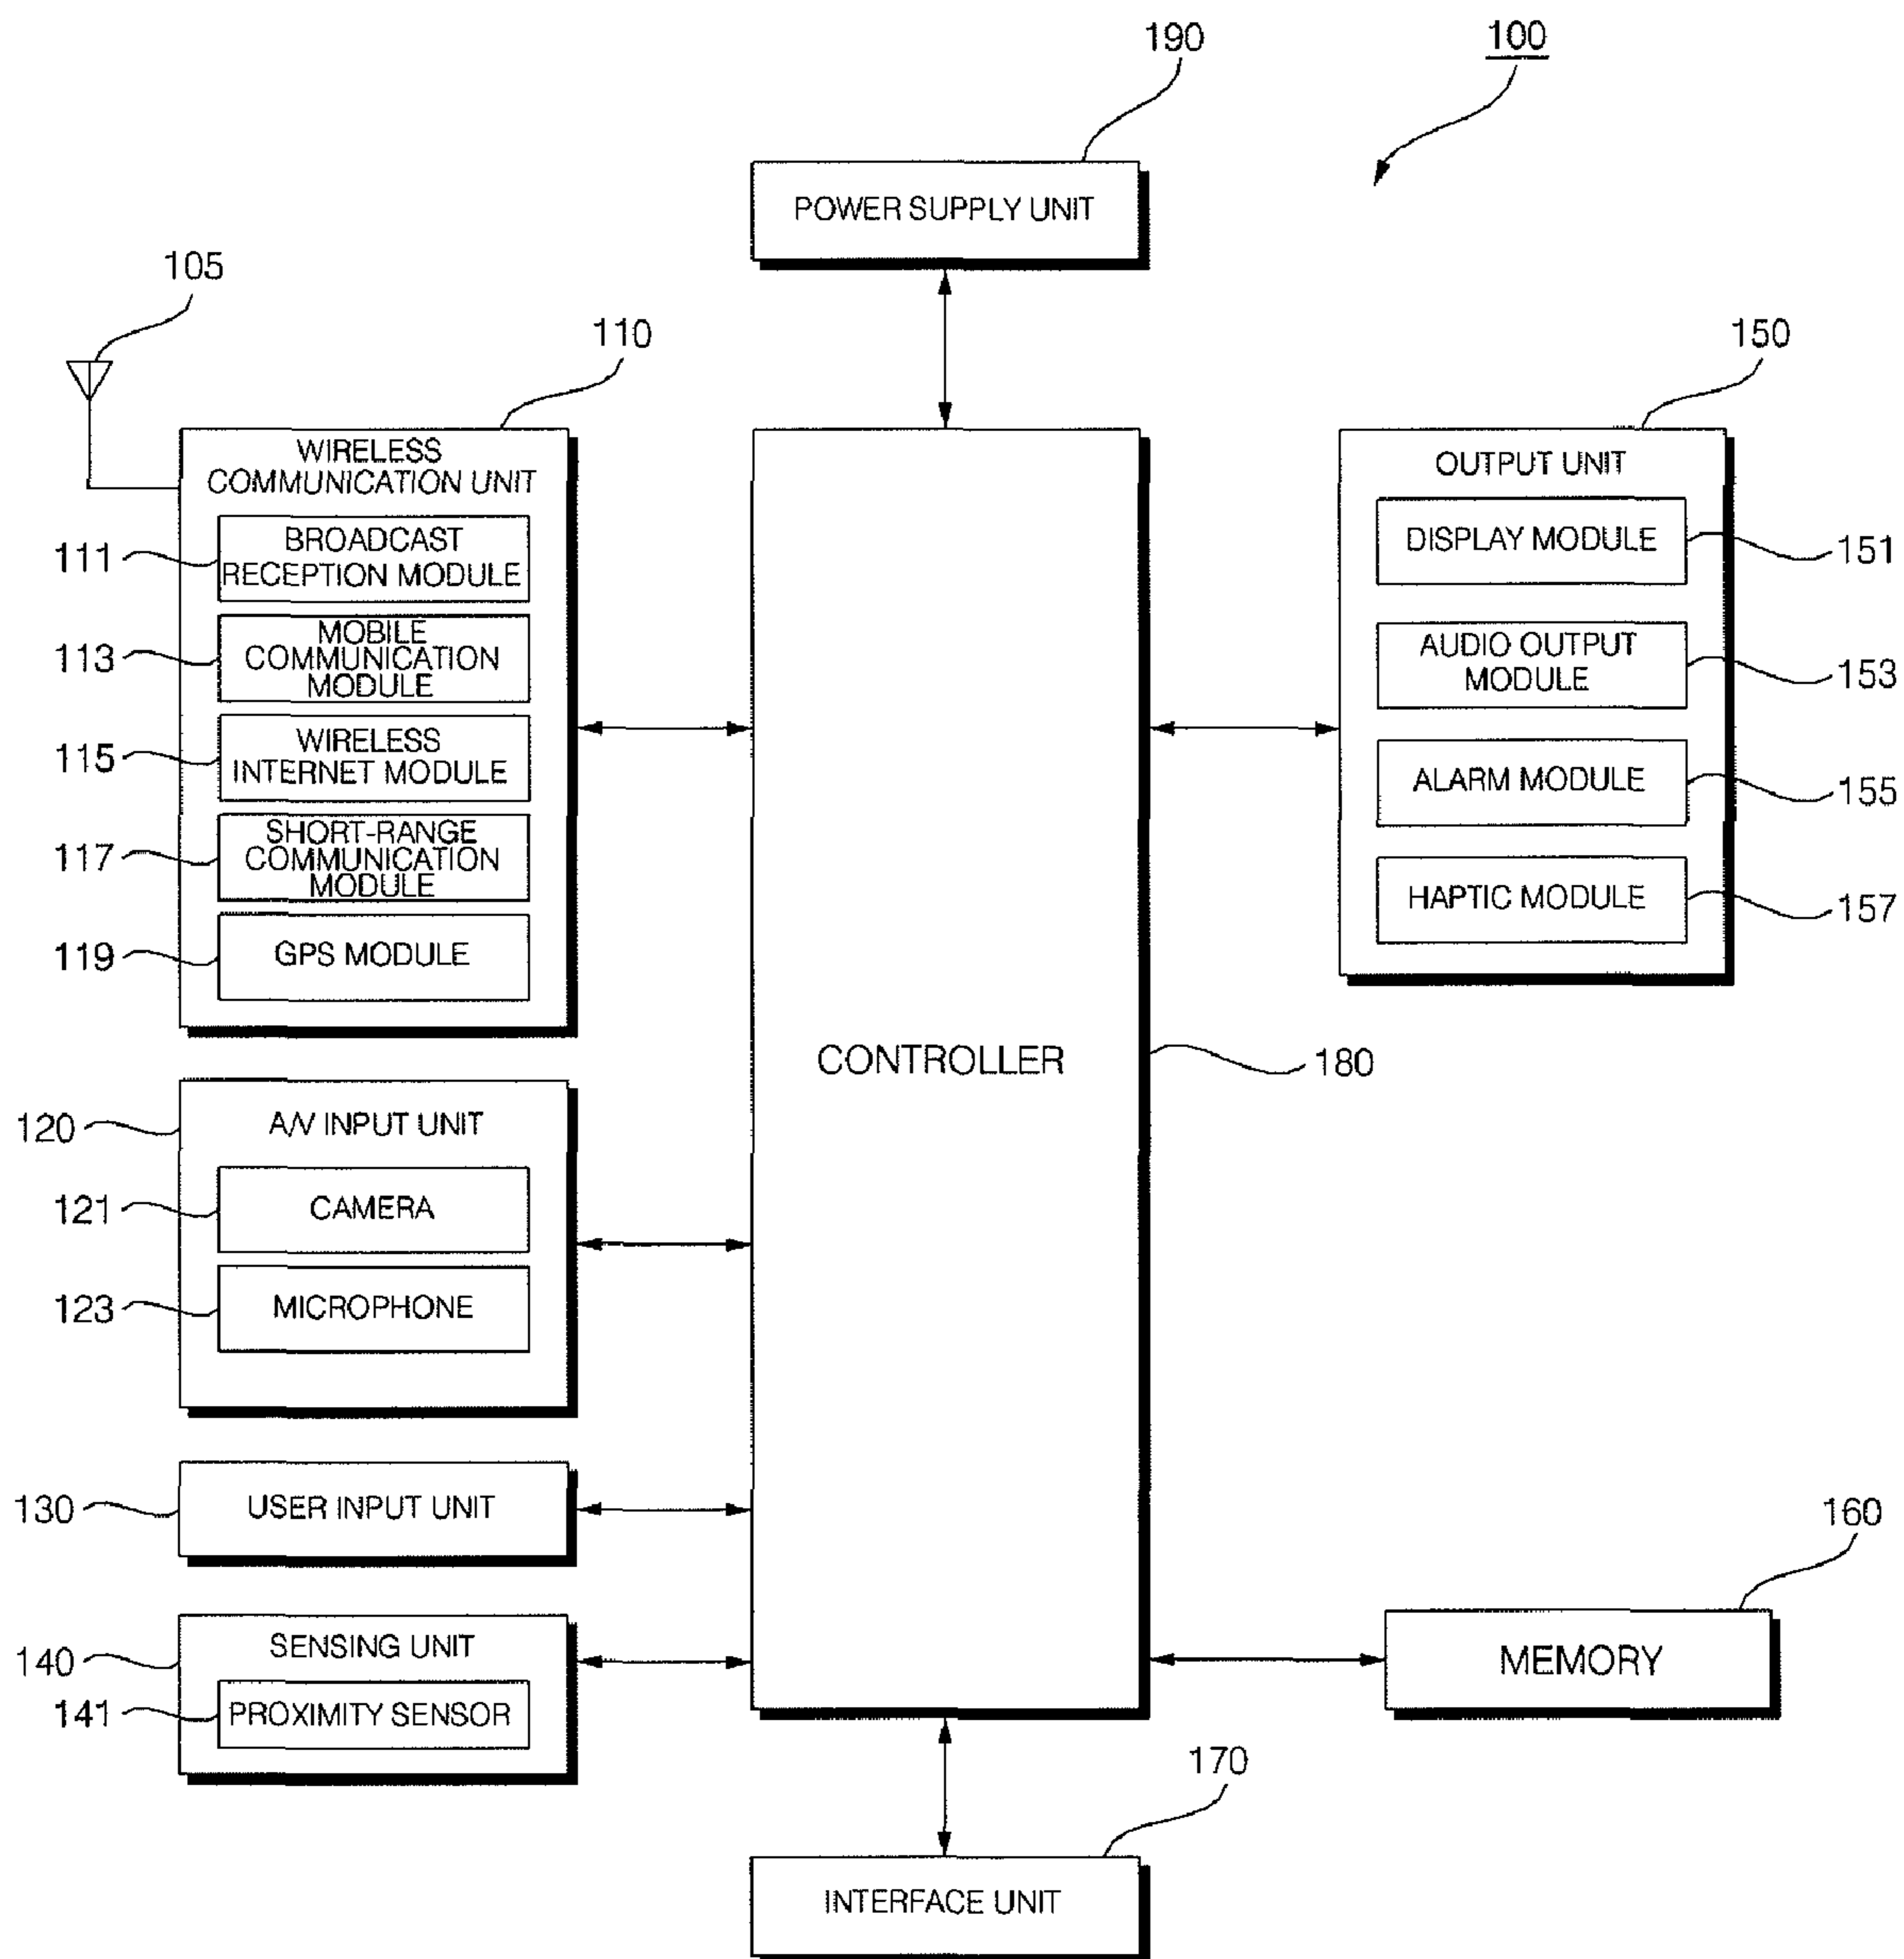 190
100
POWER SUPPLY UNIT
105
110
150
WIRELESS
COMMUNICATION UNIT
111
BROADCAST
RECEPTION MODULE
113
MOBILE
COMMUNICATION
MODULE
115
WIRELESS
INTERNET MODULE
117
SHORT-RANGE
COMMUNICATION
MODULE
119
GPS MODULE
OUTPUT UNIT
DISPLAY MODULE
151
AUDIO OUTPUT
MODULE
153
ALARM MODULE
155
HAPTIC MODULE
157
CONTROLLER
180
120
A/V INPUT UNIT
121
CAMERA
123
MICROPHONE
130
USER INPUT UNIT
140
SENSING UNIT
141
PROXIMITY SENSOR
160
MEMORY
170
INTERFACE UNIT